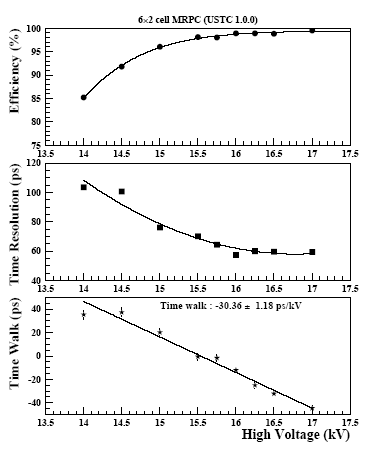 6×2 cell MRPC (USTC 1.0.0)
Efficiency (%)
100
95
90
85
80
75
13.5 14 14.5 15 15.5 16 16.5 17 17.5
Time Resolution (ps)
120
100
80
60
40
13.5 14 14.5 15 15.5 16 16.5 17 17.5
Time Walk (ps)
Time walk : -30.36 ± 1.18 ps/kV
40
20
0
-20
-40
13.5 14 14.5 15 15.5 16 16.5 17 17.5
High Voltage (kV)